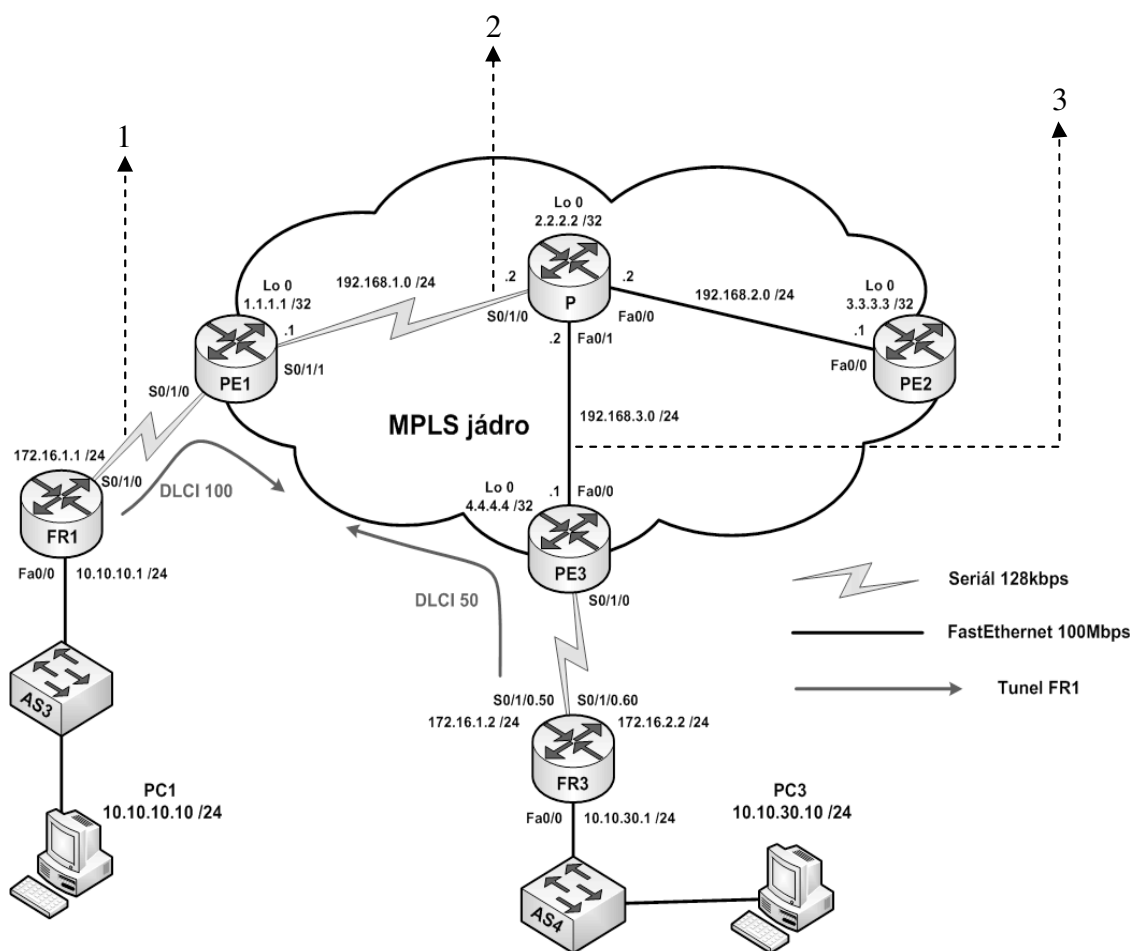 2
3
1
Lo 0
2.2.2.2 /32
192.168.1.0 /24
.2
P
.2
S0/1/0
Fa0/0
192.168.2.0 /24
Lo 0
3.3.3.3 /32
Lo 0
1.1.1.1 /32
.1
PE1
S0/1/1
.2
Fa0/1
.1
Fa0/0
PE2
S0/1/0
192.168.3.0 /24
MPLS jádro
172.16.1.1 /24
S0/1/0
DLCI 100
FR1
Lo 0
4.4.4.4 /32
.1
Fa0/0
PE3
Fa0/0
10.10.10.1 /24
S0/1/0
DLCI 50
Seriál 128kbps
FastEthernet 100Mbps
Tunel FR1
AS3
S0/1/0.50
S0/1/0.60
172.16.1.2 /24
172.16.2.2 /24
FR3
PC1
10.10.10.10 /24
PC3
10.10.30.10 /24
Fa0/0
10.10.30.1 /24
AS4